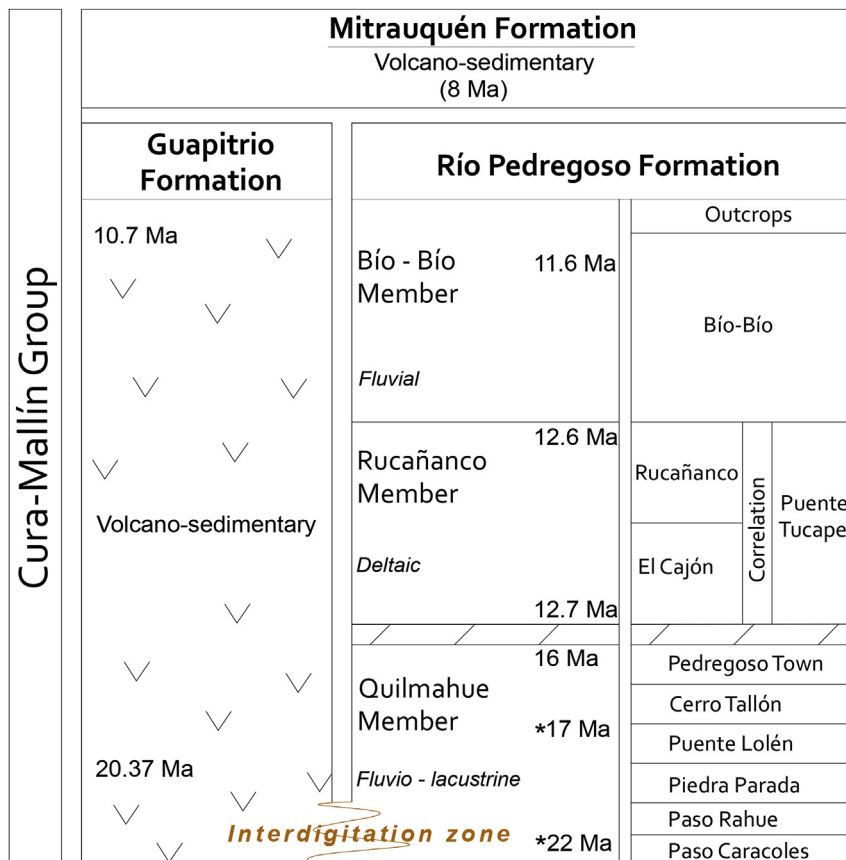 Cura-Mallín Group
Mitrauquén Formation
Volcano-sedimentary
(8 Ma)
Guapitrio
Formation
10.7 Ma
Volcano-sedimentary
20.37 Ma
Río Pedregoso Formation
Bío - Bío
Member
11.6 Ma
Fluvial
12.6 Ma
Rucañanco
Member
Deltaic
12.7 Ma
16 Ma
Quilmahue
Member
*17 Ma
Fluvio - lacustrine
*22 Ma
Interdigitation zone
Outcrops
Bío-Bío
Rucañanco
El Cajón
Correlation
Puente
Tucape
Pedregoso Town
Cerro Tallón
Puente Lolén
Piedra Parada
Paso Rahue
Paso Caracoles